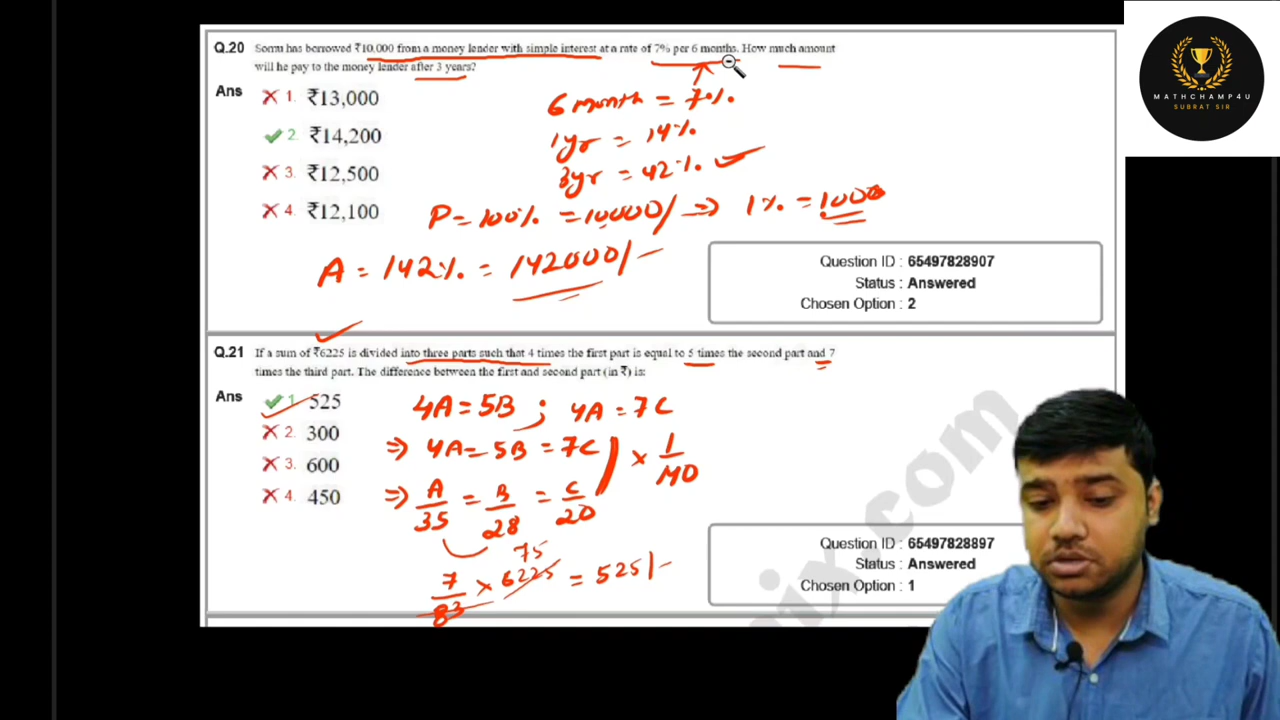 Q.20 Somu has borrowed ₹10,000 from a money lender with simple interest at a rate of 7% per 6 months. How much amount
will he pay to the money lender after 3 years?
Ans 1. ₹13,000
2. ₹14,200
3. ₹12,500
4. ₹12,100
6 month = 7%
1yr = 14%
3yr = 42%
P = 100% = 10000/- ⇒ 1% = 1000
A = 142% = 142000/-
Question ID : 65497828907
Status : Answered
Chosen Option : 2
Q.21 If a sum of ₹6225 is divided into three parts such that 4 times the first part is equal to 5 times the second part and 7
times the third part. The difference between the first and second part (in ₹) is:
Ans 1. 525
2. 300
3. 600
4. 450
4A = 5B ; 4A = 7C
⇒ 4A = 5B = 7C) × 1/140
⇒ A/35 = B/28 = C/20
75
7/83 × 6225 = 525/-
Question ID : 65497828897
Status : Answered
Chosen Option : 1
MATHCHAMP4U
SUBRAT SIR
ix.com